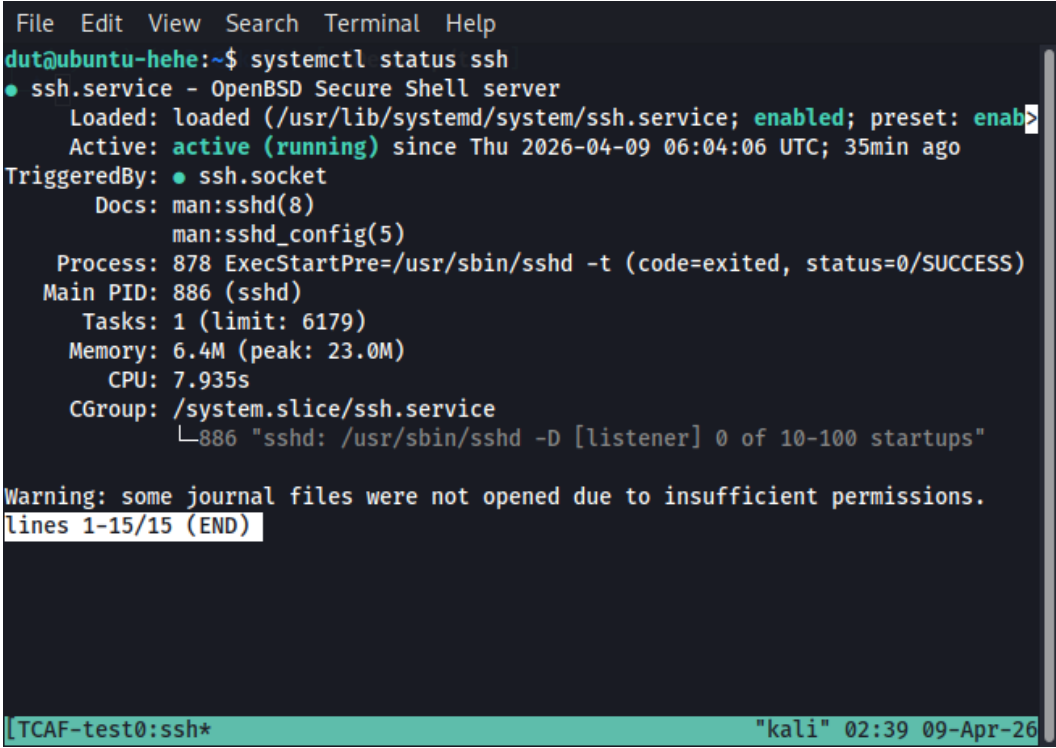 File Edit View Search Terminal Help
dut@ubuntu-hehe:~$ systemctl status ssh
● ssh.service - OpenBSD Secure Shell server
     Loaded: loaded (/usr/lib/systemd/system/ssh.service; enabled; preset: enab>
     Active: active (running) since Thu 2026-04-09 06:04:06 UTC; 35min ago
TriggeredBy: ● ssh.socket
       Docs: man:sshd(8)
             man:sshd_config(5)
    Process: 878 ExecStartPre=/usr/sbin/sshd -t (code=exited, status=0/SUCCESS)
   Main PID: 886 (sshd)
      Tasks: 1 (limit: 6179)
     Memory: 6.4M (peak: 23.0M)
        CPU: 7.935s
     CGroup: /system.slice/ssh.service
             └─886 "sshd: /usr/sbin/sshd -D [listener] 0 of 10-100 startups"
Warning: some journal files were not opened due to insufficient permissions.
lines 1-15/15 (END)
[TCAF-test0:ssh* "kali" 02:39 09-Apr-26